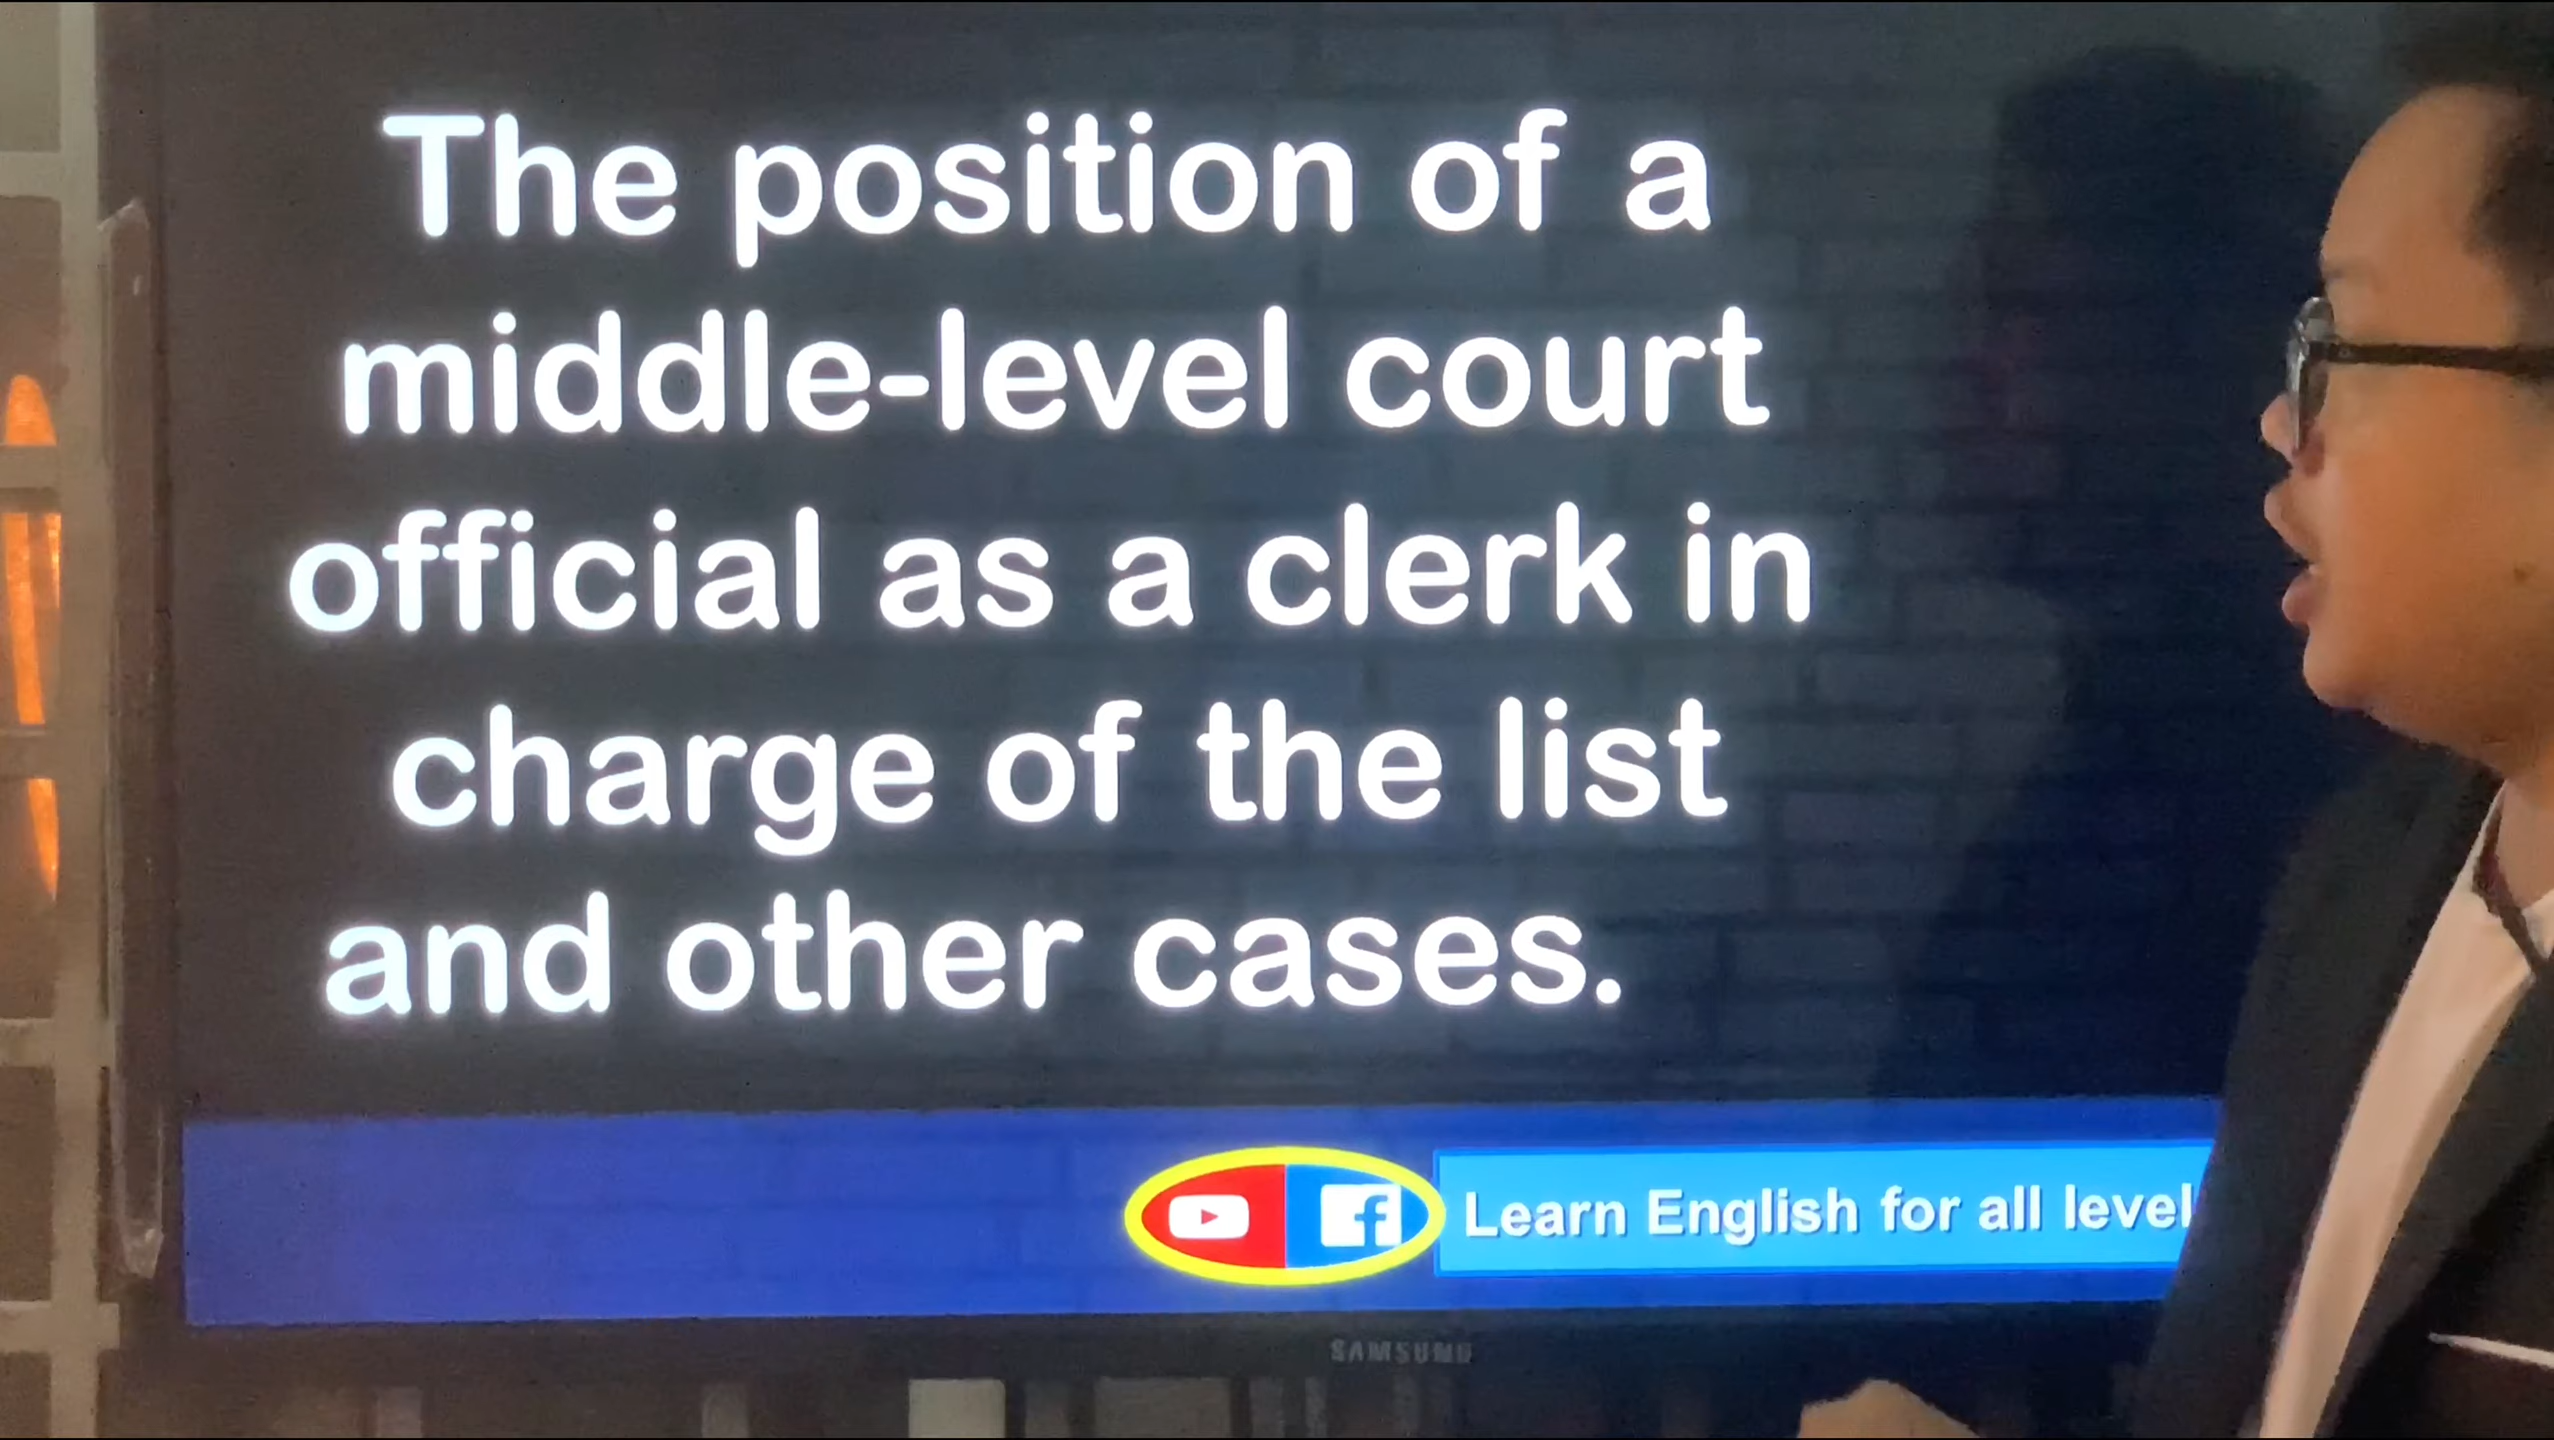 The position of a
middle-level court
official as a clerk in
charge of the list
and other cases.
Learn English for all level
SAMSUNG